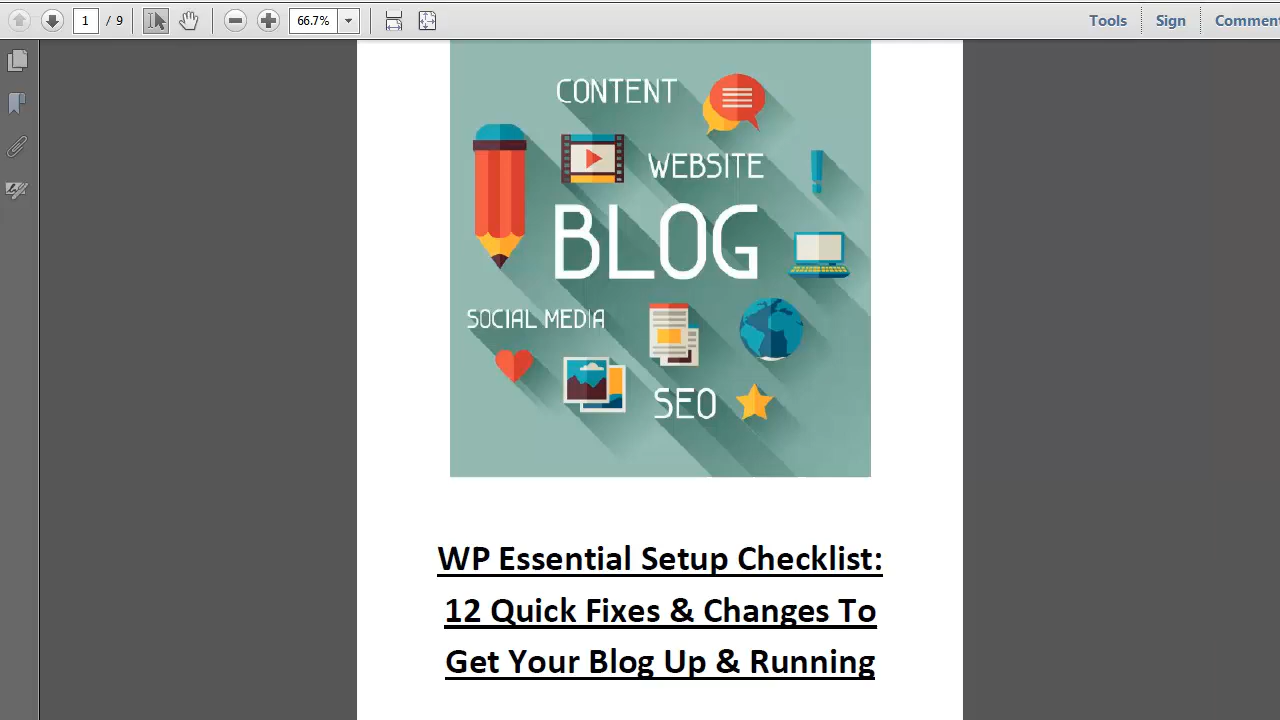 1 / 9 66.7% Tools Sign Commen
CONTENT
WEBSITE
!
BLOG
SOCIAL MEDIA
SEO
WP Essential Setup Checklist:
12 Quick Fixes & Changes To
Get Your Blog Up & Running